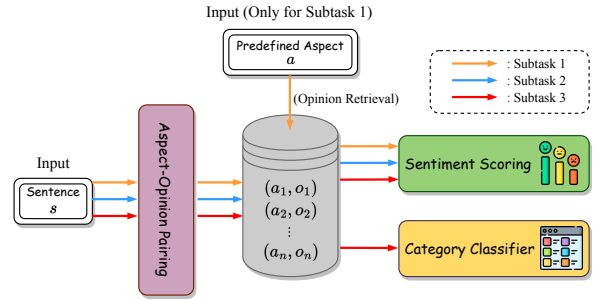 Input (Only for Subtask 1)
Predefined Aspect
a
: Subtask 1
: Subtask 2
: Subtask 3
(Opinion Retrieval)
Input
Sentence
s
Aspect-Opinion Pairing
(a₁, o₁)
(a₂, o₂)
⋮
(aₙ, oₙ)
Sentiment Scoring
Category Classifier